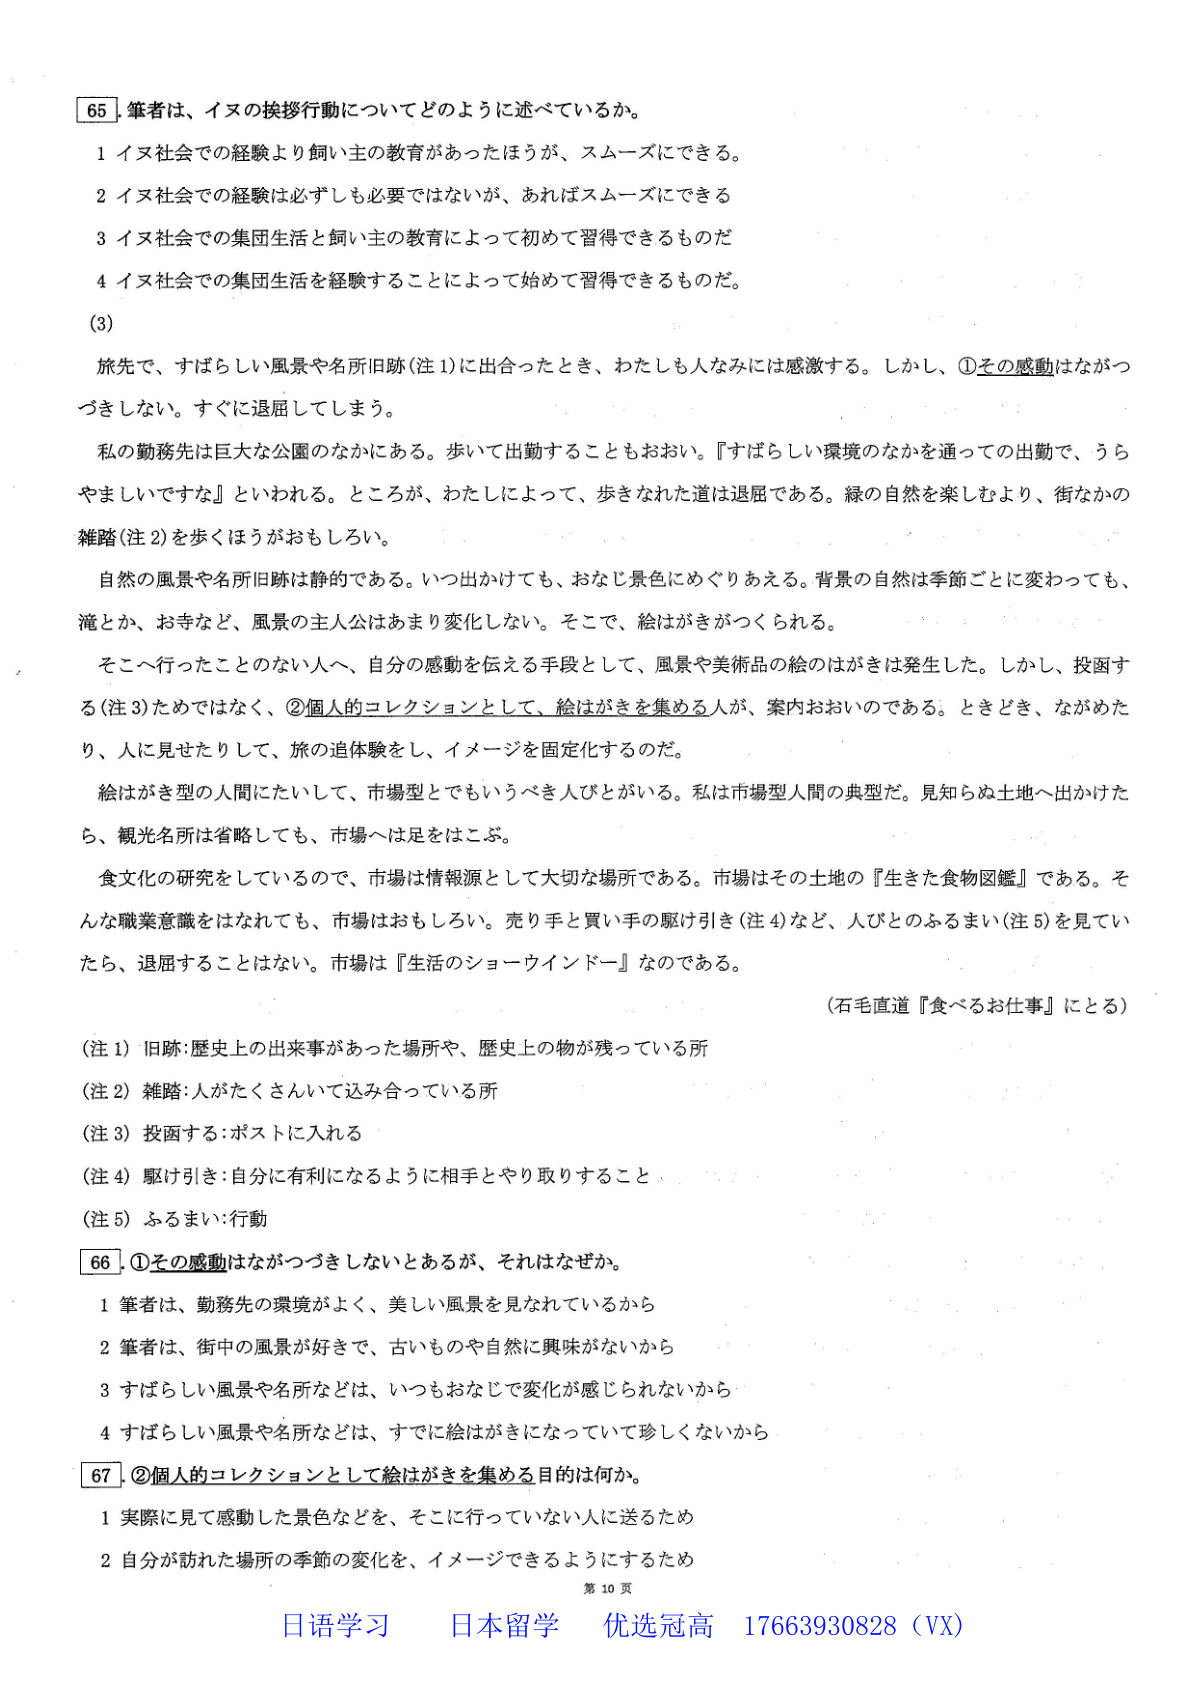 65.筆者は、イヌの挨拶行動についてどのように述べているか。
1 イヌ社会での経験より飼い主の教育があったほうが、スムーズにできる。
2 イヌ社会での経験は必ずしも必要ではないが、あればスムーズにできる
3 イヌ社会での集団生活と飼い主の教育によって初めて習得できるものだ
4 イヌ社会での集団生活を経験することによって始めて習得できるものだ。
(3)
旅先で、すばらしい風景や名所旧跡(注1)に出合ったとき、わたしも人なみには感激する。しかし、①その感動はながつ
づきしない。すぐに退屈してしまう。
私の勤務先は巨大な公園のなかにある。歩いて出勤することもおおい。『すばらしい環境のなかを通っての出勤で、うら
やましいですな』といわれる。ところが、わたしによって、歩きなれた道は退屈である。緑の自然を楽しむより、街なかの
雑踏(注2)を歩くほうがおもしろい。
自然の風景や名所旧跡は静的である。いつ出かけても、おなじ景色にめぐりあえる。背景の自然は季節ごとに変わっても、
滝とか、お寺など、風景の主人公はあまり変化しない。そこで、絵はがきがつくられる。
そこへ行ったことのない人へ、自分の感動を伝える手段として、風景や美術品の絵のはがきは発生した。しかし、投函す
る(注3)ためではなく、②個人的コレクションとして、絵はがきを集める人が、案内おおいのである。ときどき、ながめた
り、人に見せたりして、旅の追体験をし、イメージを固定化するのだ。
絵はがき型の人間にたいして、市場型とでもいうべき人びとがいる。私は市場型人間の典型だ。見知らぬ土地へ出かけた
ら、観光名所は省略しても、市場へは足をはこぶ。
食文化の研究をしているので、市場は情報源として大切な場所である。市場はその土地の『生きた食物図鑑』である。そ
んな職業意識をはなれても、市場はおもしろい。売り手と買い手の駆け引き(注4)など、人びとのふるまい(注5)を見てい
たら、退屈することはない。市場は『生活のショーウインドー』なのである。
(石毛直道『食べるお仕事』にとる)
(注1) 旧跡:歴史上の出来事があった場所や、歴史上の物が残っている所
(注2) 雑踏:人がたくさんいて込み合っている所
(注3) 投函する:ポストに入れる
(注4) 駆け引き:自分に有利になるように相手とやり取りすること
(注5) ふるまい:行動
66.①その感動はながつづきしないとあるが、それはなぜか。
1 筆者は、勤務先の環境がよく、美しい風景を見なれているから
2 筆者は、街中の風景が好きで、古いものや自然に興味がないから
3 すばらしい風景や名所などは、いつもおなじで変化が感じられないから
4 すばらしい風景や名所などは、すでに絵はがきになっていて珍しくないから
67.②個人的コレクションとして絵はがきを集める目的は何か。
1 実際に見て感動した景色などを、そこに行っていない人に送るため
2 自分が訪れた場所の季節の変化を、イメージできるようにするため
第 10 页
日语学习 日本留学 优选冠高 17663930828（VX）